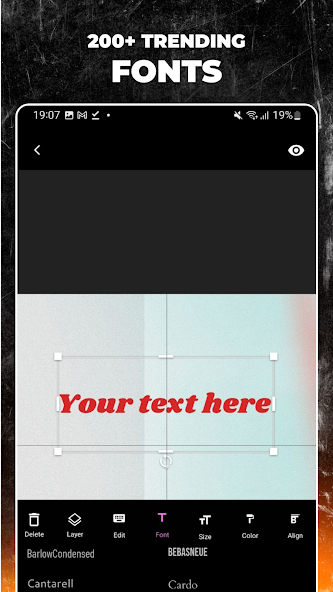 200+ TRENDING
FONTS
19:07 19%
Your text here
Delete Layer Edit Font Size Color Align
BarlowCondensed BEBASNEUE
Cantarell Cardo